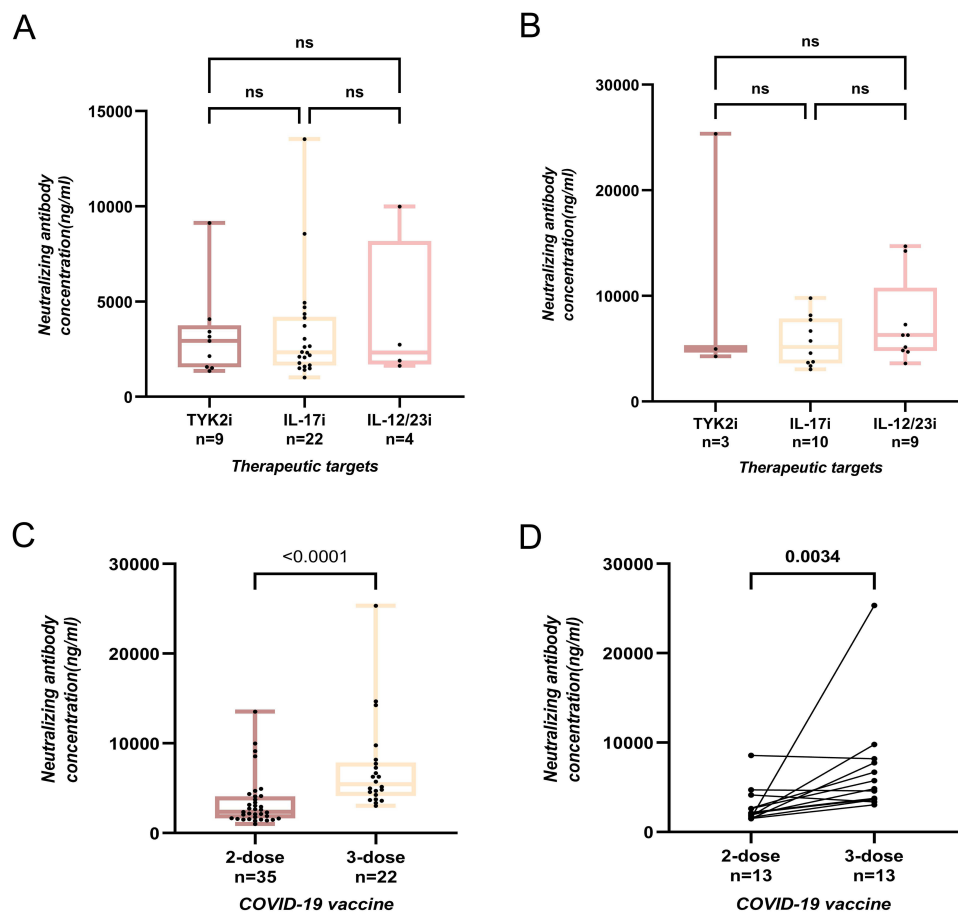 A
ns
ns
ns
15000
10000
5000
0
Neutralizing antibody
concentration(ng/ml)
TYK2i
n=9
IL-17i
n=22
IL-12/23i
n=4
Therapeutic targets
B
ns
ns
ns
30000
20000
10000
0
Neutralizing antibody
concentration(ng/ml)
TYK2i
n=3
IL-17i
n=10
IL-12/23i
n=9
Therapeutic targets
C
<0.0001
30000
20000
10000
0
Neutralizing antibody
concentration(ng/ml)
2-dose
n=35
3-dose
n=22
COVID-19 vaccine
D
0.0034
30000
20000
10000
0
Neutralizing antibody
concentration(ng/ml)
2-dose
n=13
3-dose
n=13
COVID-19 vaccine